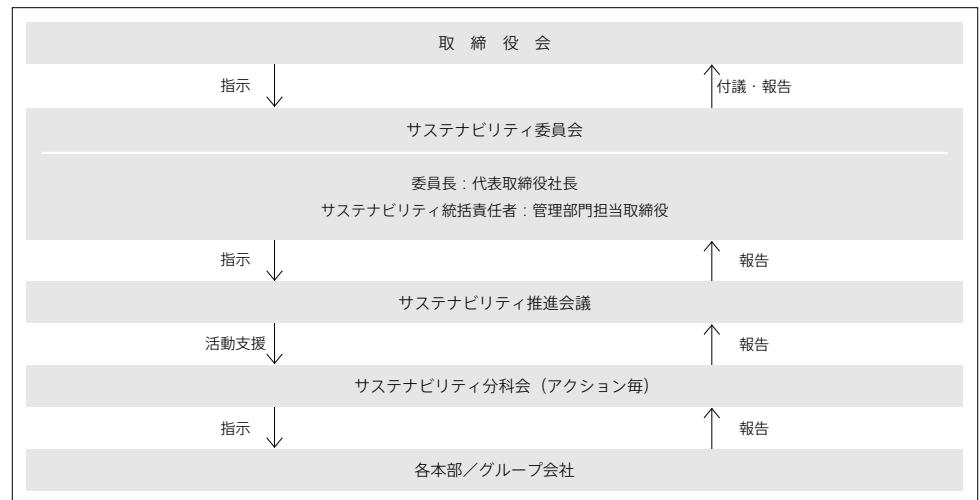 取 締 役 会
指示
付議・報告
サステナビリティ委員会
委員長：代表取締役社長
サステナビリティ統括責任者：管理部門担当取締役
指示
報告
サステナビリティ推進会議
活動支援
報告
サステナビリティ分科会（アクション毎）
指示
報告
各本部／グループ会社